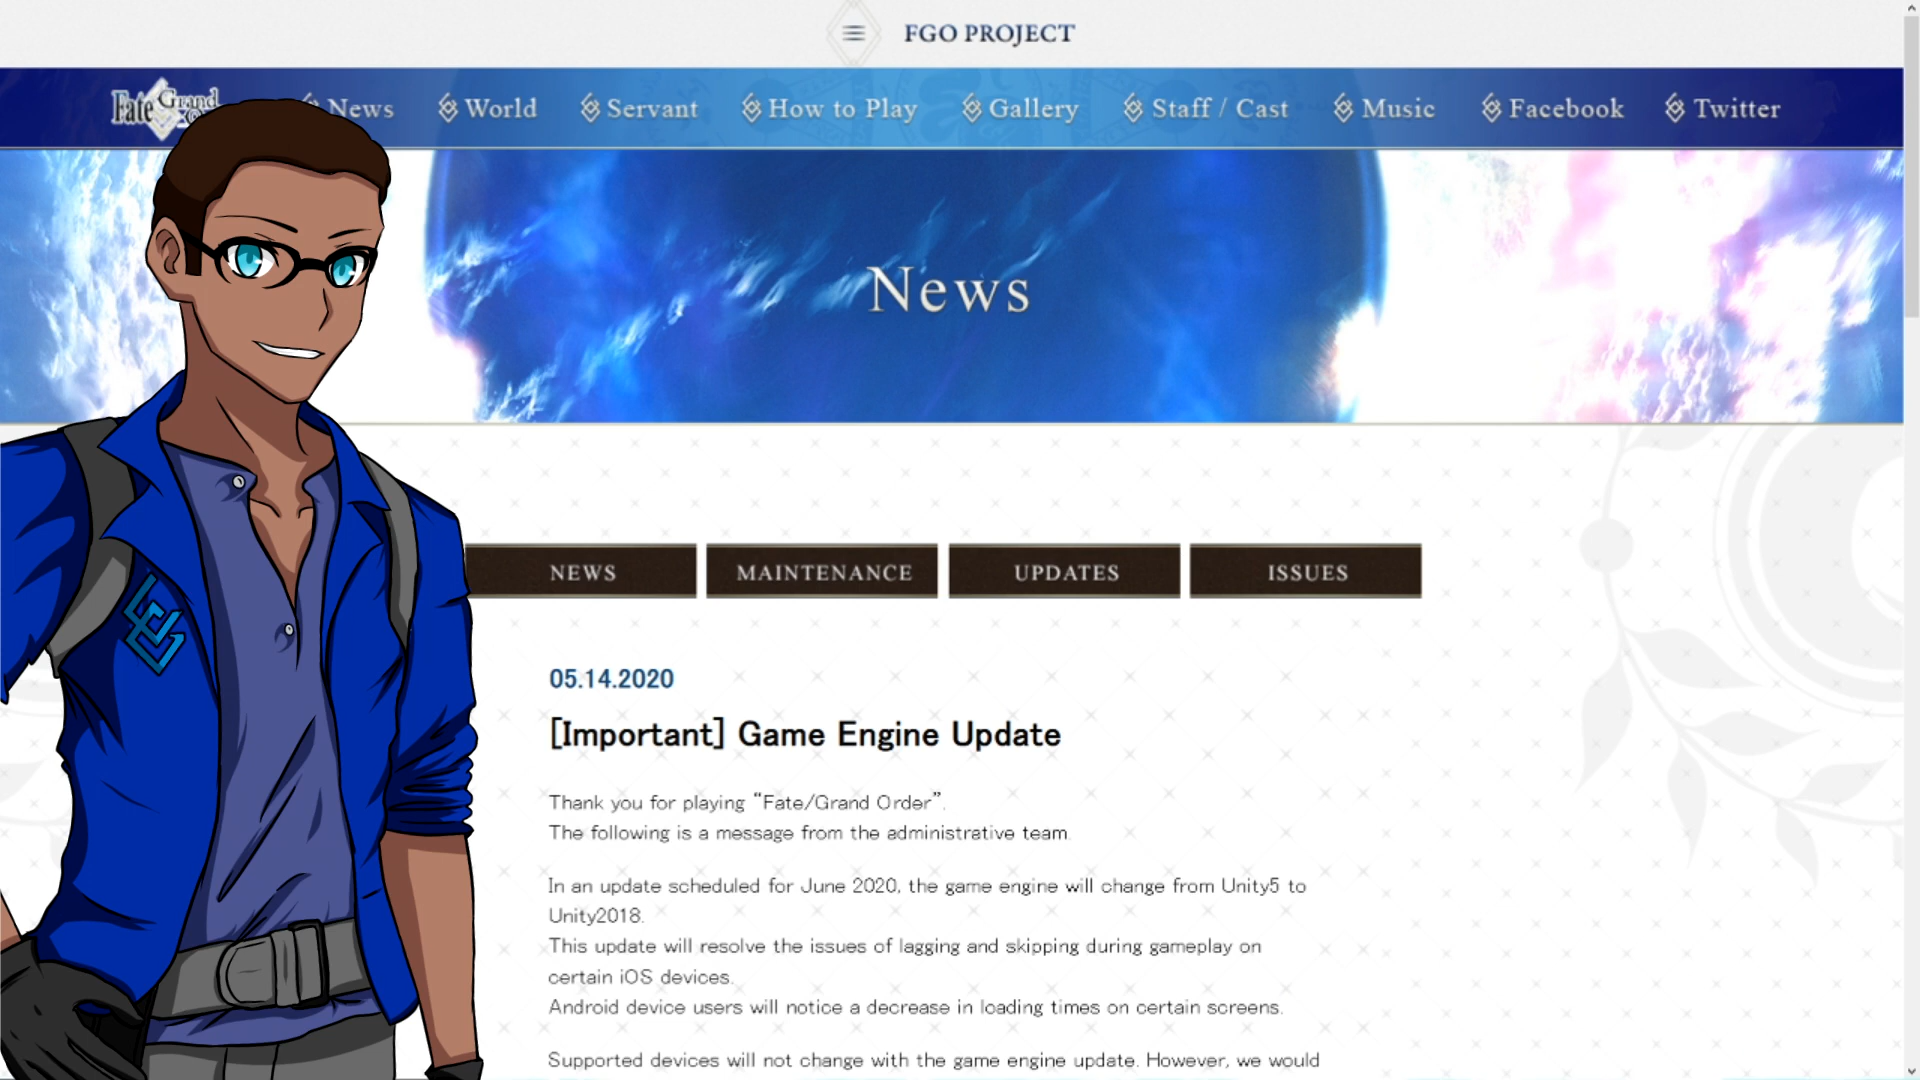 FGO PROJECT
Fate Grand
News World Servant How to Play Gallery Staff / Cast Music Facebook Twitter
News
NEWS MAINTENANCE UPDATES ISSUES
05.14.2020
[Important] Game Engine Update
Thank you for playing “Fate/Grand Order”.
The following is a message from the administrative team.
In an update scheduled for June 2020, the game engine will change from Unity5 to
Unity2018.
This update will resolve the issues of lagging and skipping during gameplay on
certain iOS devices.
Android device users will notice a decrease in loading times on certain screens.
Supported devices will not change with the game engine update. However, we would